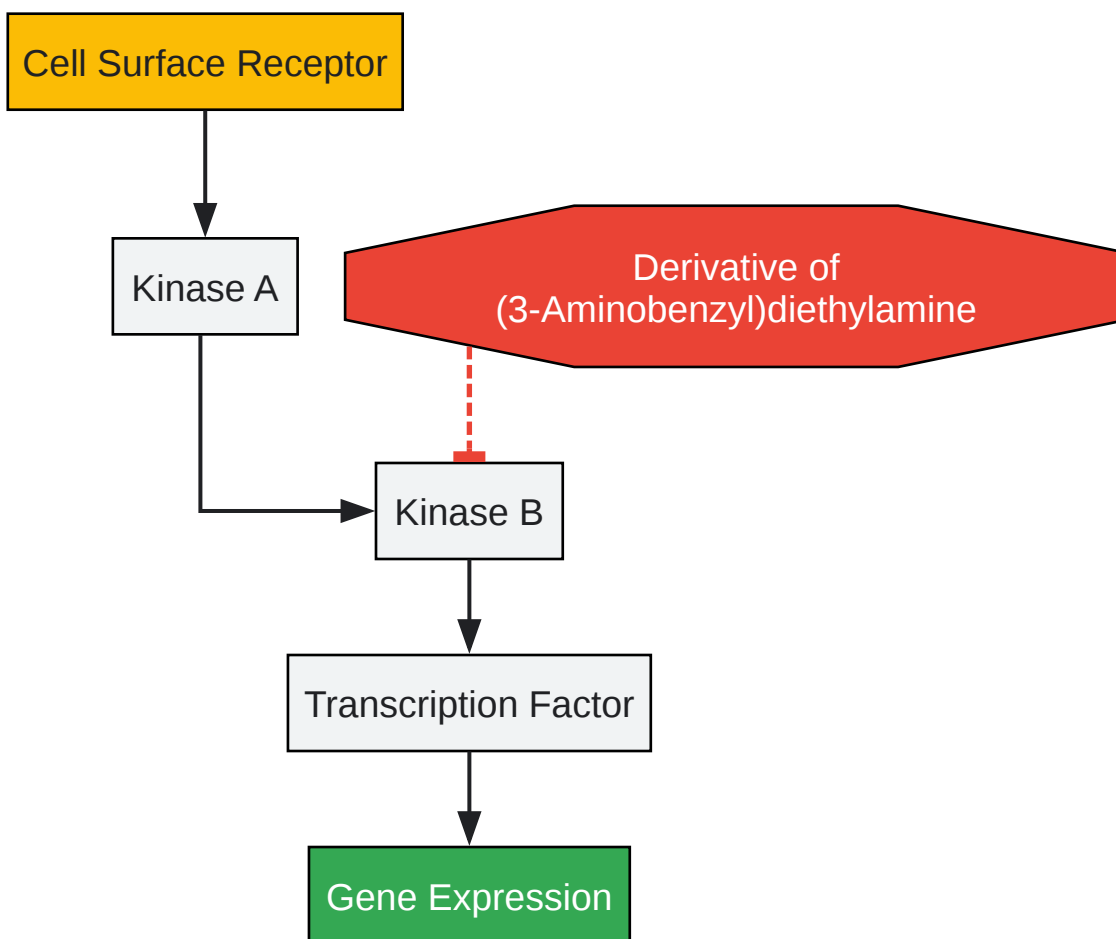 Cell Surface Receptor
Kinase A
Derivative of
(3-Aminobenzyl)diethylamine
Kinase B
Transcription Factor
Gene Expression